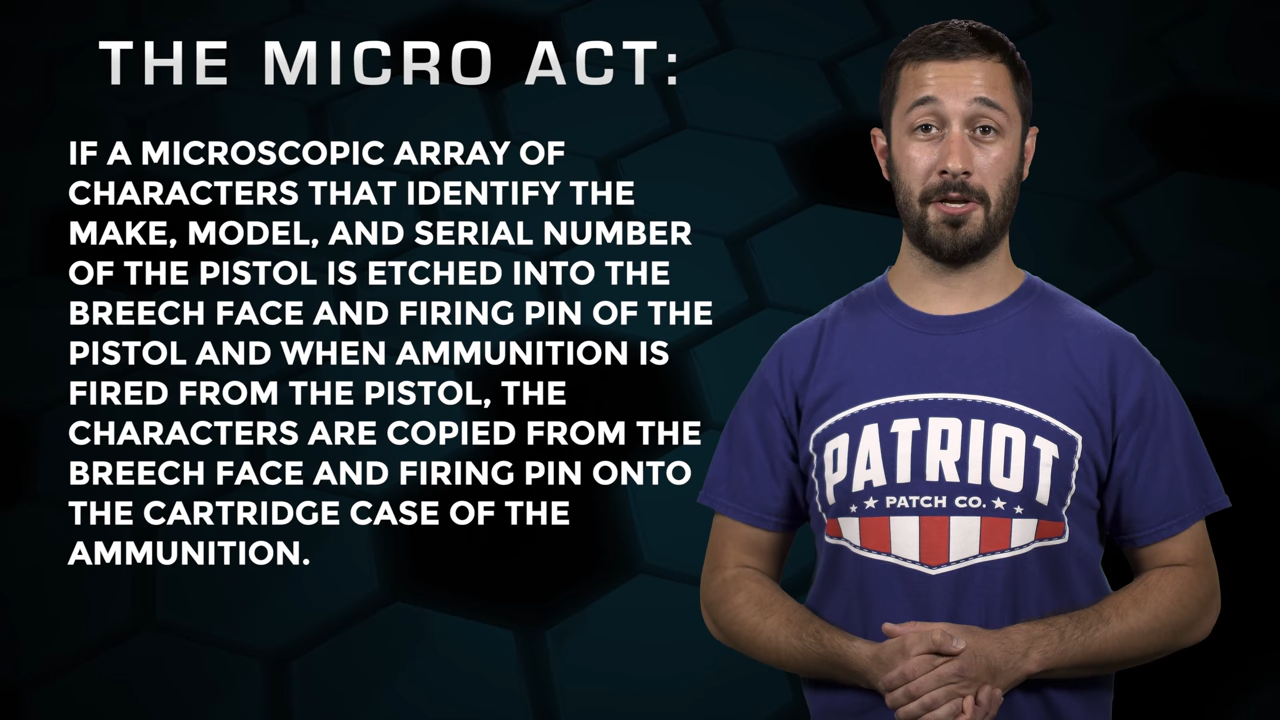 THE MICRO ACT:
IF A MICROSCOPIC ARRAY OF
CHARACTERS THAT IDENTIFY THE
MAKE, MODEL, AND SERIAL NUMBER
OF THE PISTOL IS ETCHED INTO THE
BREECH FACE AND FIRING PIN OF THE
PISTOL AND WHEN AMMUNITION IS
FIRED FROM THE PISTOL, THE
CHARACTERS ARE COPIED FROM THE
BREECH FACE AND FIRING PIN ONTO
THE CARTRIDGE CASE OF THE
AMMUNITION.
PATRIOT
PATCH CO.